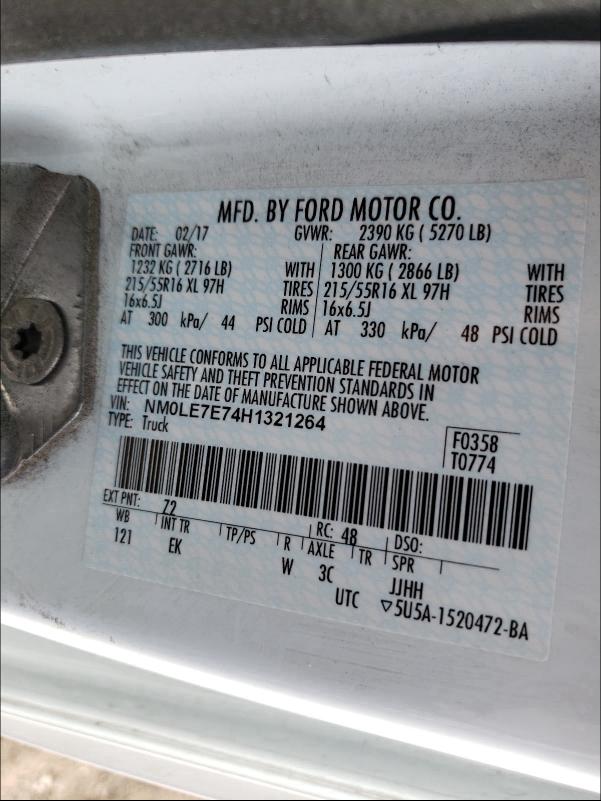 MFD. BY FORD MOTOR CO.
DATE: 02/17 GVWR: 2390 KG ( 5270 LB)
FRONT GAWR: REAR GAWR:
1232 KG ( 2716 LB) WITH 1300 KG ( 2866 LB) WITH
215/55R16 XL 97H TIRES 215/55R16 XL 97H TIRES
16x6.5J RIMS 16x6.5J RIMS
AT 300 kPa/ 44 PSI COLD AT 330 kPa/ 48 PSI COLD
THIS VEHICLE CONFORMS TO ALL APPLICABLE FEDERAL MOTOR
VEHICLE SAFETY AND THEFT PREVENTION STANDARDS IN
EFFECT ON THE DATE OF MANUFACTURE SHOWN ABOVE.
VIN: NM0LE7E74H1321264
TYPE: Truck
F0358
T0774
EXT PNT: Z2 RC: 48 DSO:
WB INT TR TP/PS R AXLE TR SPR
121 EK W 3C JJHH
UTC ▽5U5A-1520472-BA